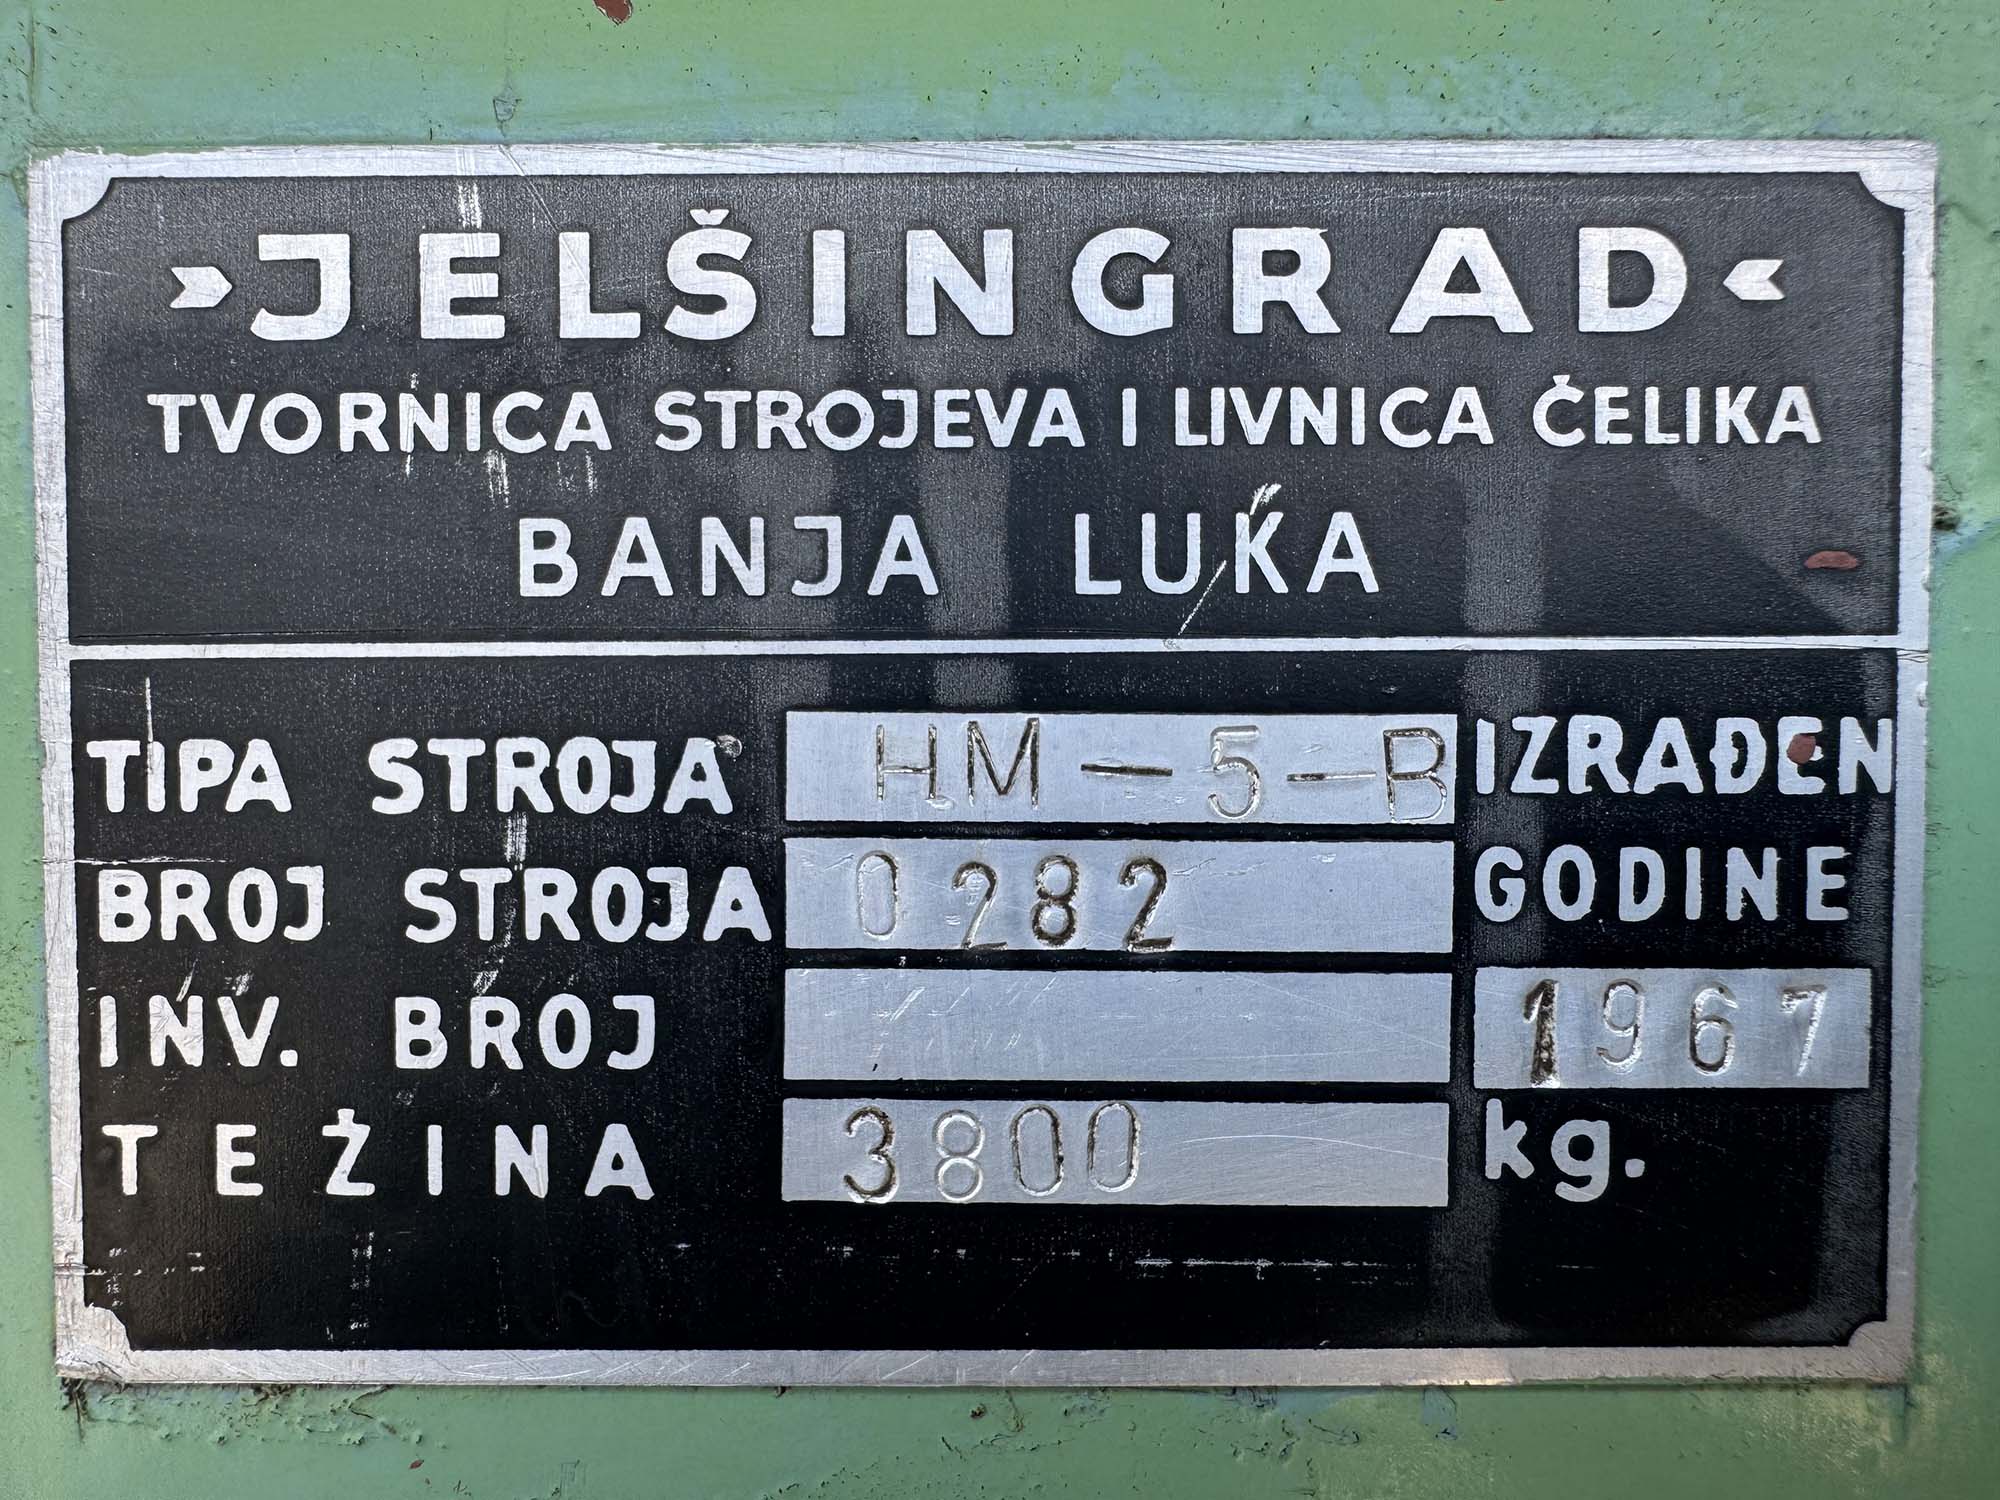 »JELŠINGRAD«
TVORNICA STROJEVA I LIVNICA ČELIKA
BANJA LUKA
TIPA STROJA HM-5-B IZRAĐEN
BROJ STROJA 0282 GODINE
INV. BROJ 1967
TEŽINA 3800 kg.